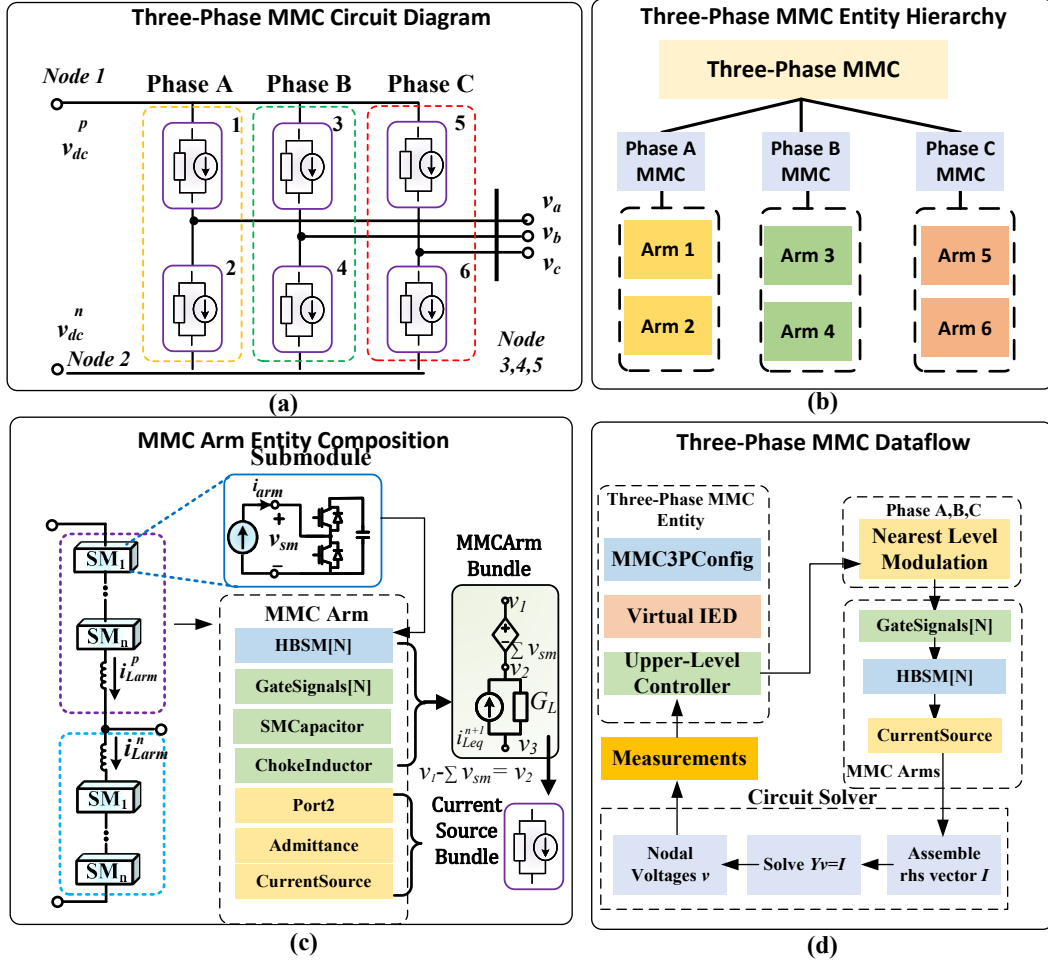 Three-Phase MMC Circuit Diagram
Node 1
Phase A
Phase B
Phase C
v_dc^p
1
3
5
v_a
v_b
v_c
2
4
6
v_dc^n
Node 2
Node
3,4,5
(a)
Three-Phase MMC Entity Hierarchy
Three-Phase MMC
Phase A
MMC
Phase B
MMC
Phase C
MMC
Arm 1
Arm 3
Arm 5
Arm 2
Arm 4
Arm 6
(b)
MMC Arm Entity Composition
Submodule
i_arm
+
v_sm
−
SM_1
SM_n
i_Larm^p
i_Larm^n
SM_1
SM_n
MMC Arm
HBSM[N]
GateSignals[N]
SMCapacitor
ChokeInductor
Port2
Admittance
CurrentSource
MMCArm
Bundle
v_1
+
−
∑ v_sm
v_2
G_L
i_Leq^{n+1}
v_3
v_1-∑ v_sm= v_2
Current
Source
Bundle
(c)
Three-Phase MMC Dataflow
Three-Phase MMC
Entity
MMC3PConfig
Virtual IED
Upper-Level
Controller
Measurements
Phase A,B,C
Nearest Level
Modulation
GateSignals[N]
HBSM[N]
CurrentSource
MMC Arms
Circuit Solver
Nodal
Voltages v
Solve Yv=I
Assemble
rhs vector I
(d)